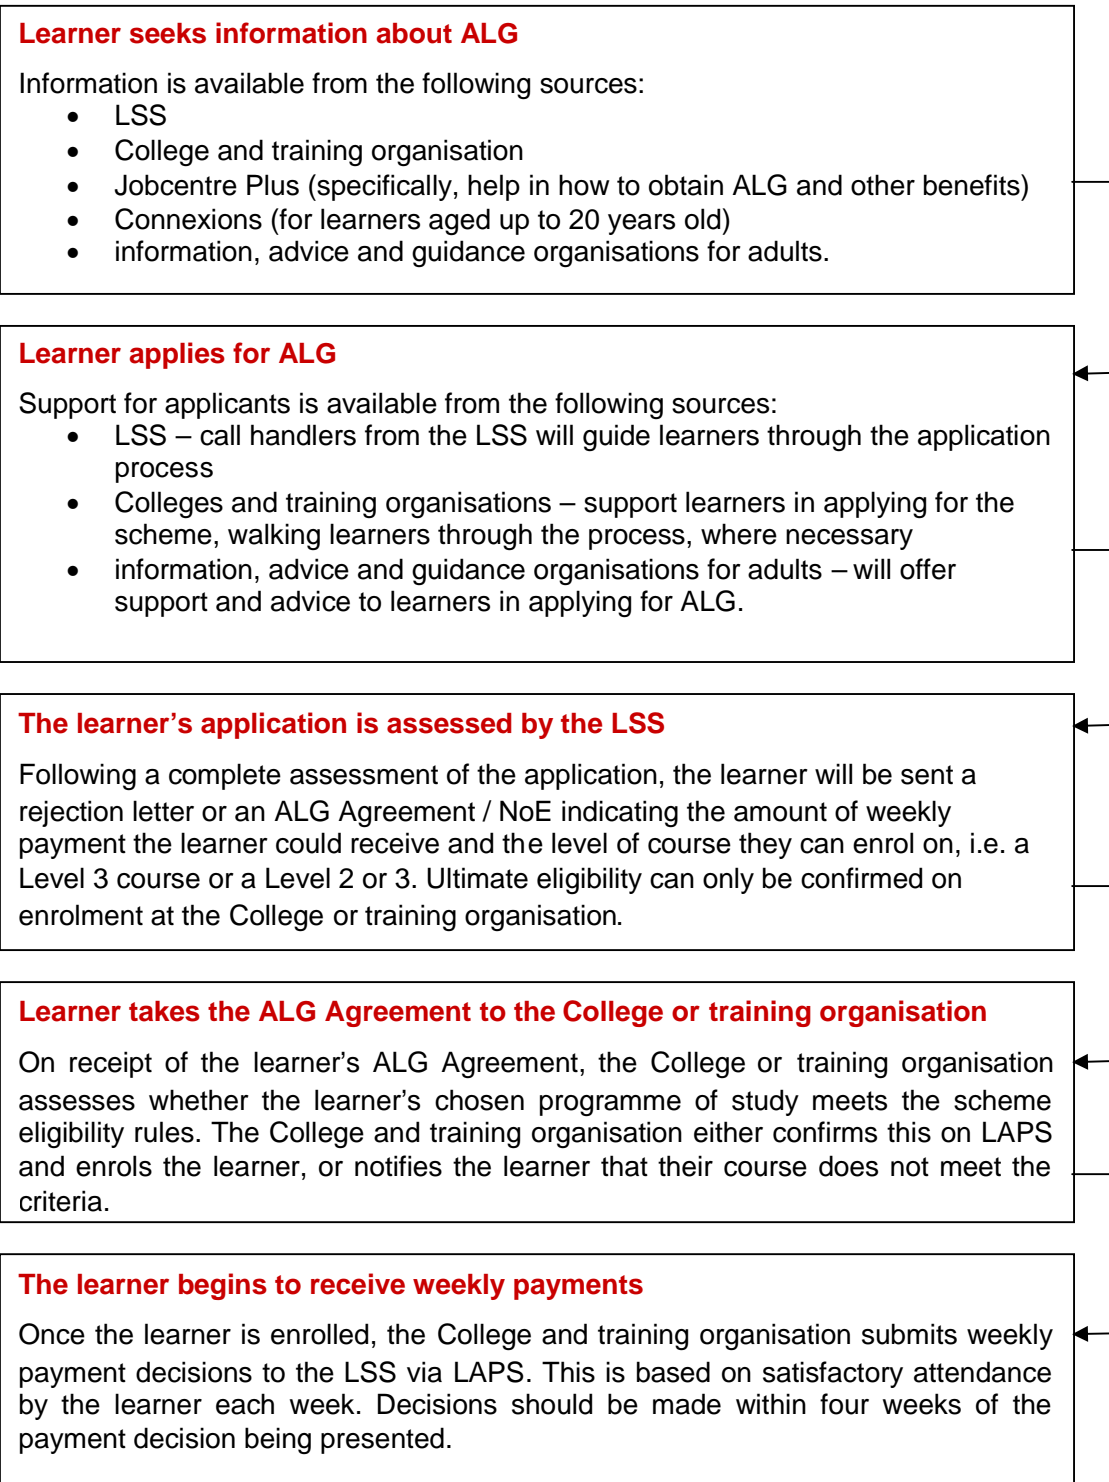 Learner seeks information about ALG
Information is available from the following sources:
• LSS
• College and training organisation
• Jobcentre Plus (specifically, help in how to obtain ALG and other benefits)
• Connexions (for learners aged up to 20 years old)
• information, advice and guidance organisations for adults.
Learner applies for ALG
Support for applicants is available from the following sources:
• LSS – call handlers from the LSS will guide learners through the application
process
• Colleges and training organisations – support learners in applying for the
scheme, walking learners through the process, where necessary
• information, advice and guidance organisations for adults – will offer
support and advice to learners in applying for ALG.
The learner’s application is assessed by the LSS
Following a complete assessment of the application, the learner will be sent a
rejection letter or an ALG Agreement / NoE indicating the amount of weekly
payment the learner could receive and the level of course they can enrol on, i.e. a
Level 3 course or a Level 2 or 3. Ultimate eligibility can only be confirmed on
enrolment at the College or training organisation.
Learner takes the ALG Agreement to the College or training organisation
On receipt of the learner’s ALG Agreement, the College or training organisation
assesses whether the learner’s chosen programme of study meets the scheme
eligibility rules. The College and training organisation either confirms this on LAPS
and enrols the learner, or notifies the learner that their course does not meet the
criteria.
The learner begins to receive weekly payments
Once the learner is enrolled, the College and training organisation submits weekly
payment decisions to the LSS via LAPS. This is based on satisfactory attendance
by the learner each week. Decisions should be made within four weeks of the
payment decision being presented.